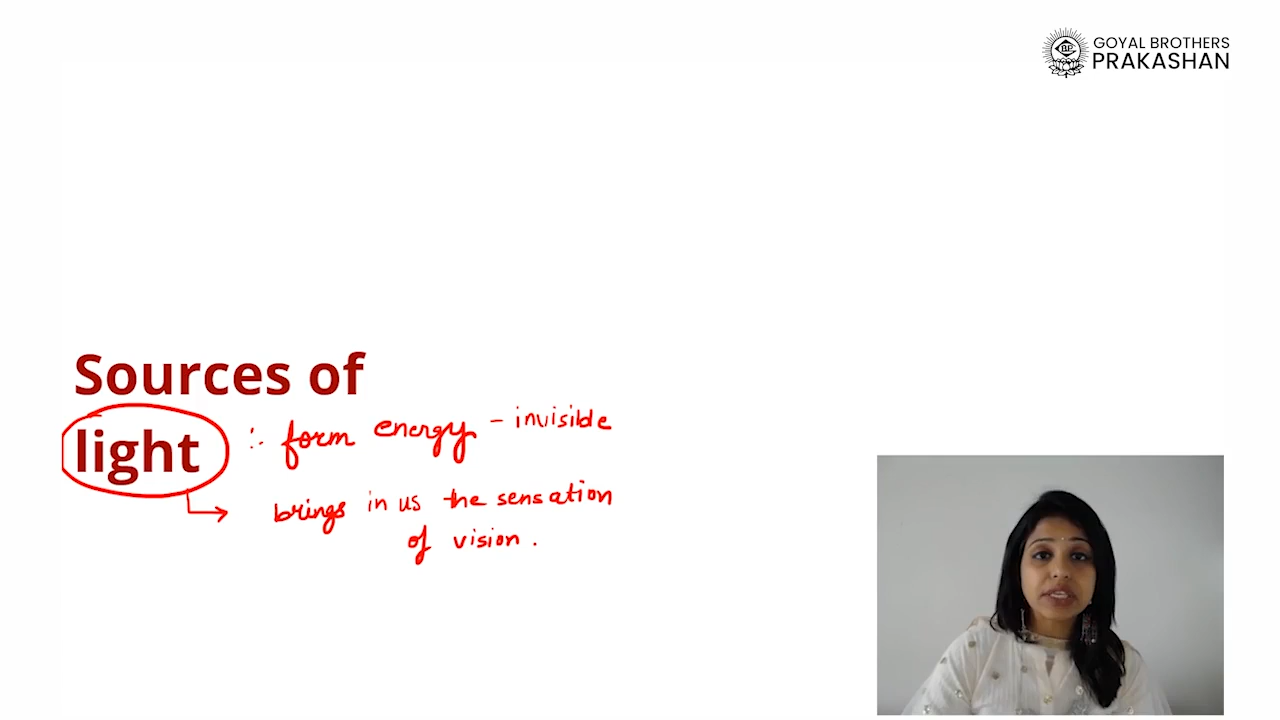 GOYAL BROTHERS
PRAKASHAN
Sources of
light :- form energy - invisible
brings in us the sensation
of vision.